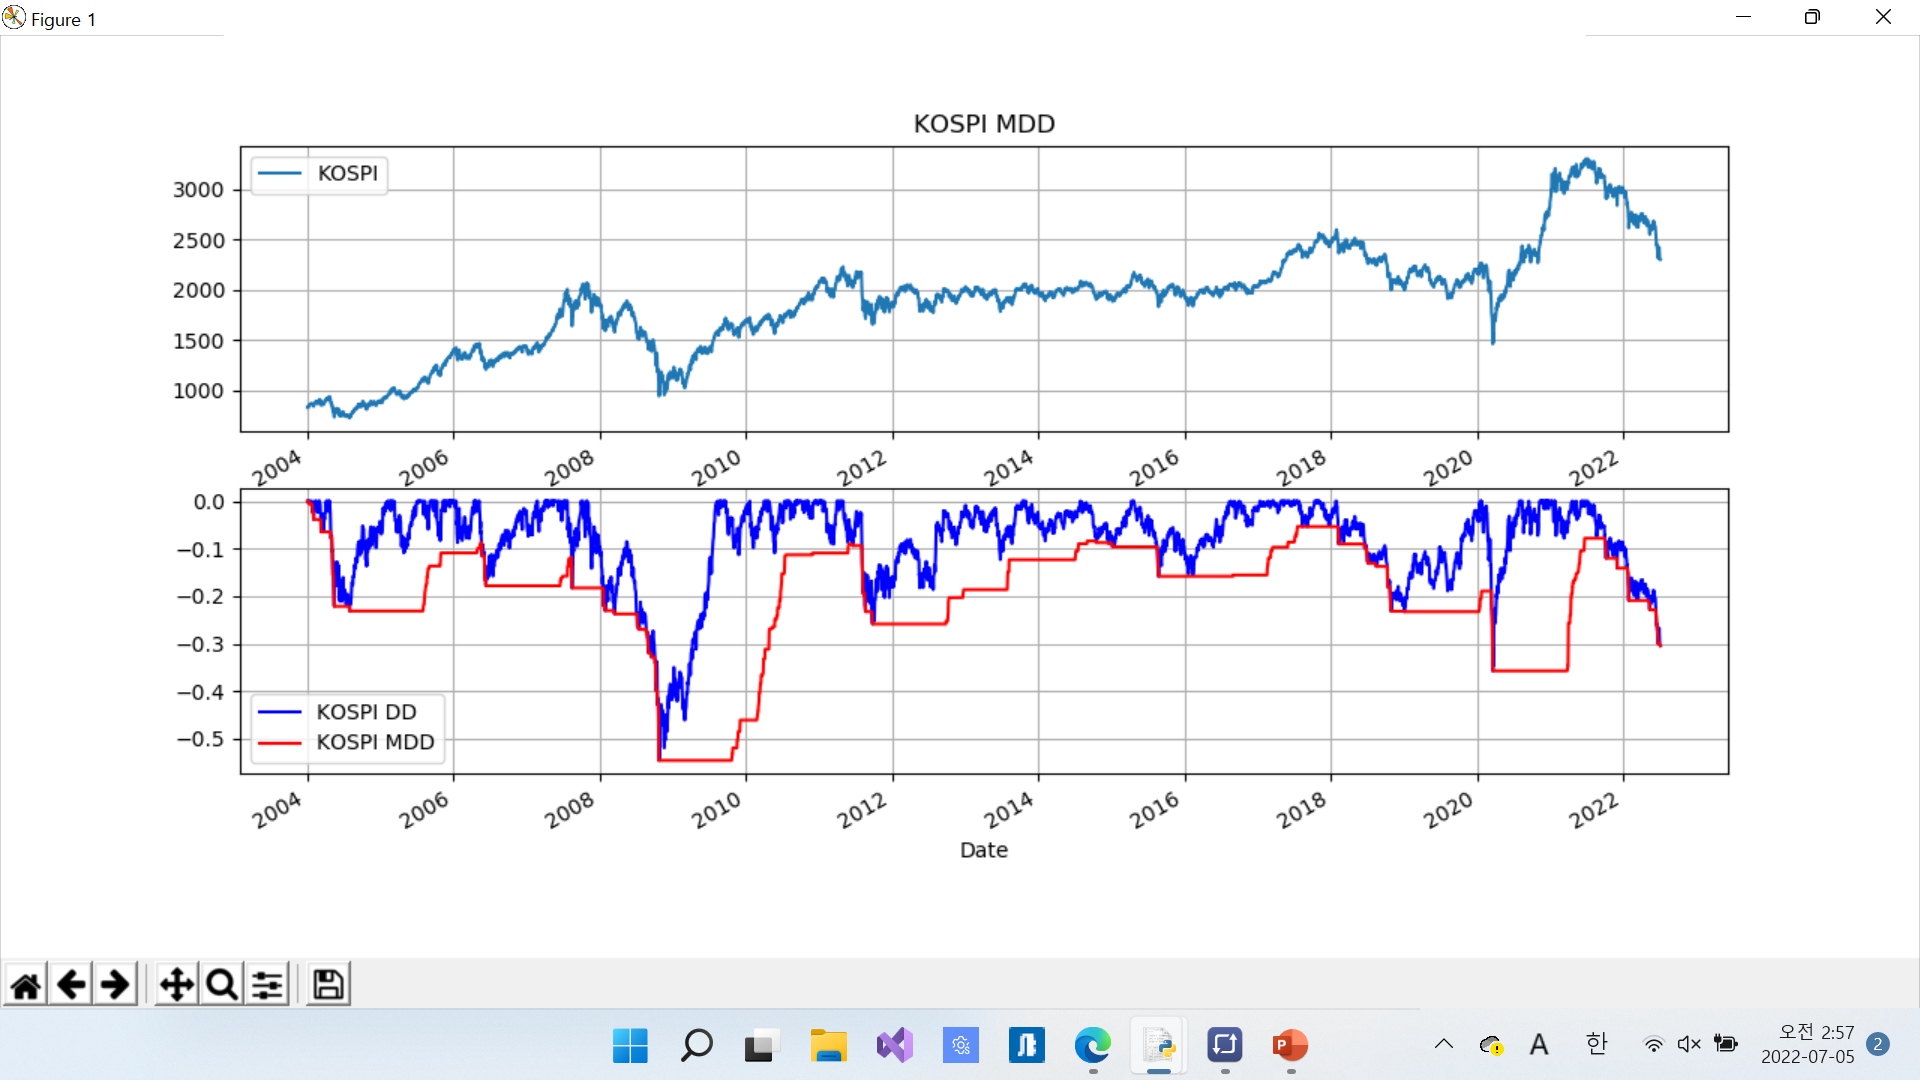 Figure 1
KOSPI MDD
KOSPI
3000
2500
2000
1500
1000
2004 2006 2008 2010 2012 2014 2016 2018 2020 2022
0.0
−0.1
−0.2
−0.3
−0.4
−0.5
KOSPI DD
KOSPI MDD
2004 2006 2008 2010 2012 2014 2016 2018 2020 2022
Date
P
A 한
오전 2:57
2022-07-05
2